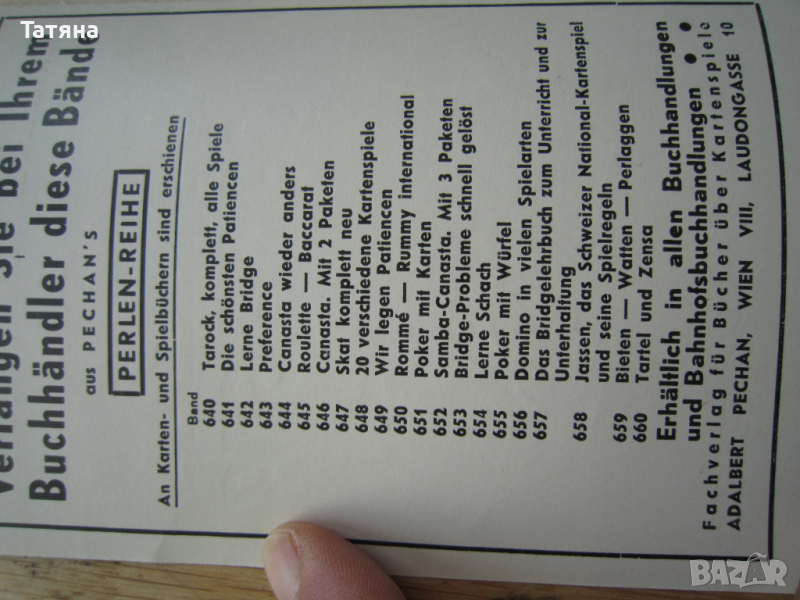 Татяна
Verlangen Sie bei Ihrem
Buchhändler diese Bände
aus PECHAN'S
PERLEN-REIHE
An Karten- und Spielbüchern sind erschienen
Band
640 Tarock, komplett, alle Spiele
641 Die schönsten Patiencen
642 Lerne Bridge
643 Preference
644 Canasta wieder anders
645 Roulette — Baccarat
646 Canasta. Mit 2 Paketen
647 Skat komplett neu
648 20 verschiedene Kartenspiele
649 Wir legen Patiencen
650 Rommé — Rummy international
651 Poker mit Karten
652 Samba-Canasta. Mit 3 Paketen
653 Bridge-Probleme schnell gelöst
654 Lerne Schach
655 Poker mit Würfel
656 Domino in vielen Spielarten
657 Das Bridgelehrbuch zum Unterricht und zur
Unterhaltung
658 Jassen, das Schweizer National-Kartenspiel
und seine Spielregeln
659 Bieten — Watten — Perlaggen
660 Tartel und Zensa
Erhältlich in allen Buchhandlungen
und Bahnhofsbuchhandlungen • •
Fachverlag für Bücher über Kartenspiele
ADALBERT PECHAN, WIEN VIII, LAUDONGASSE 10
BAZAR